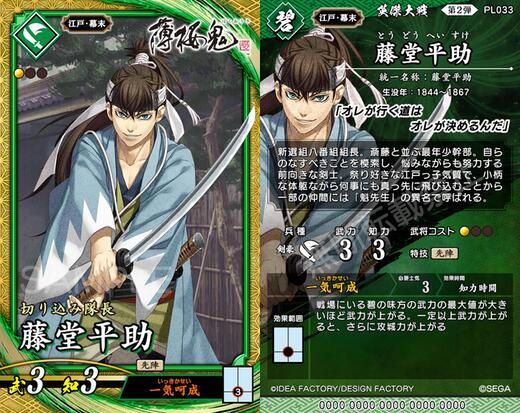 江戸・幕末
薄桜鬼
切り込み隊長
藤堂平助
先陣
武3 知3
いっきかせい
一気呵成
3
碧
江戸・幕末
英傑大戦 第2弾 PL033
とうどうへいすけ
藤堂平助
統一名称：藤堂平助
生没年：1844～1867
「オレが行く道は
オレが決めるんだ」
新選組八番組組長。斎藤と並ぶ最年少幹部。自ら
のなすべきことを模索し、悩みながらも努力する
前向きな剣士。祭り好きな江戸っ子気質で、小柄
な体躯ながら何事にも真っ先に飛び込むことから
一部の仲間には「魁先生」の異名で呼ばれる。
兵種 武力 知力 武将コスト
剣豪 3 3 特技 先陣
いっきかせい 必要士気 効果時間
一気呵成 3 知力時間
効果範囲
戦場にいる碧の味方の武力の最大値が大き
いほど武力が上がる。一定以上武力が上が
ると、さらに攻城力が上がる
©IDEA FACTORY/DESIGN FACTORY ©SEGA
0000 0000 0000 0000 0000